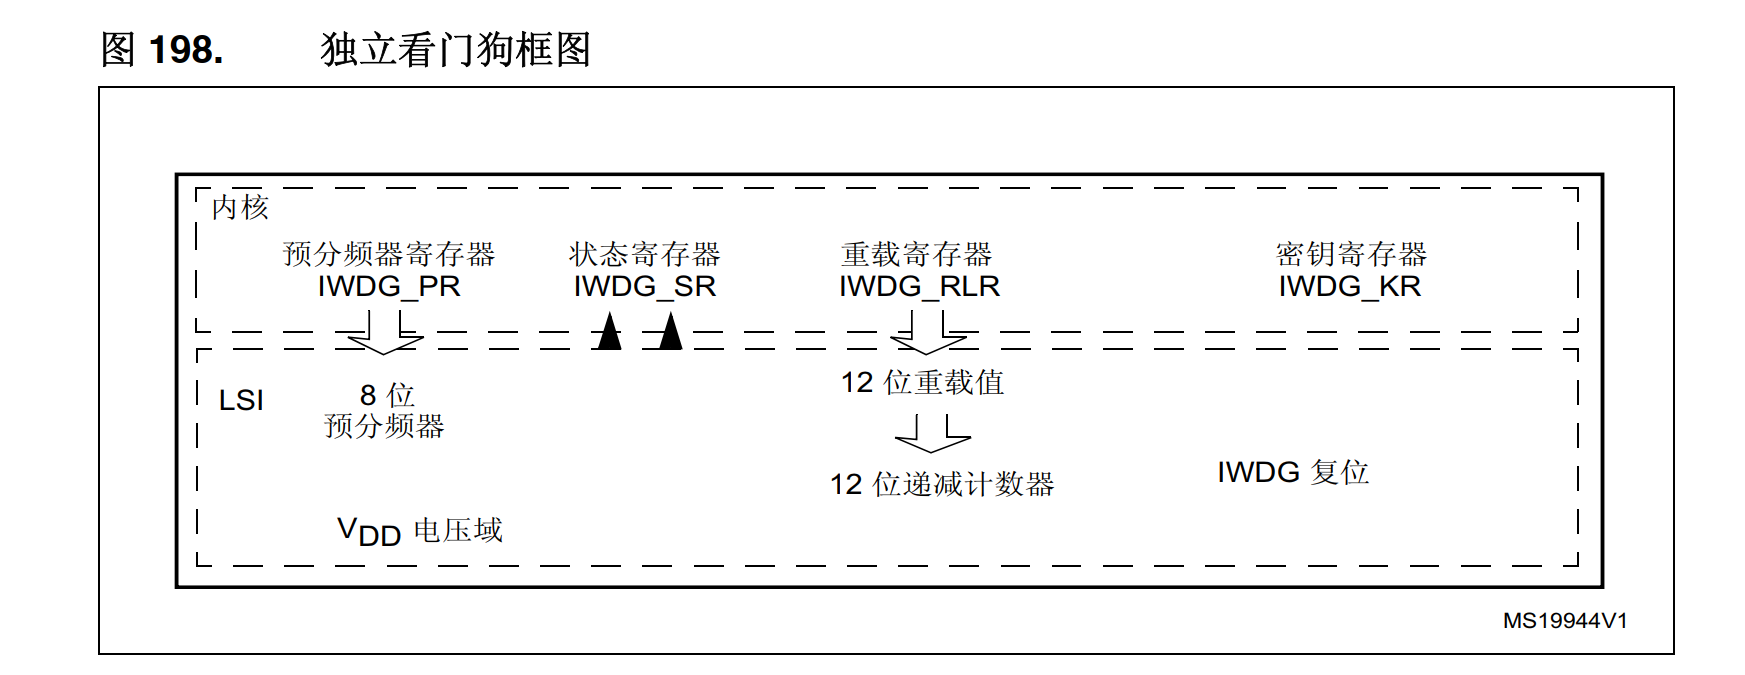 图 198. 独立看门狗框图
内核
预分频器寄存器 状态寄存器 重载寄存器 密钥寄存器
IWDG_PR IWDG_SR IWDG_RLR IWDG_KR
12 位重载值
LSI 8 位
预分频器
12 位递减计数器 IWDG 复位
VDD 电压域
MS19944V1